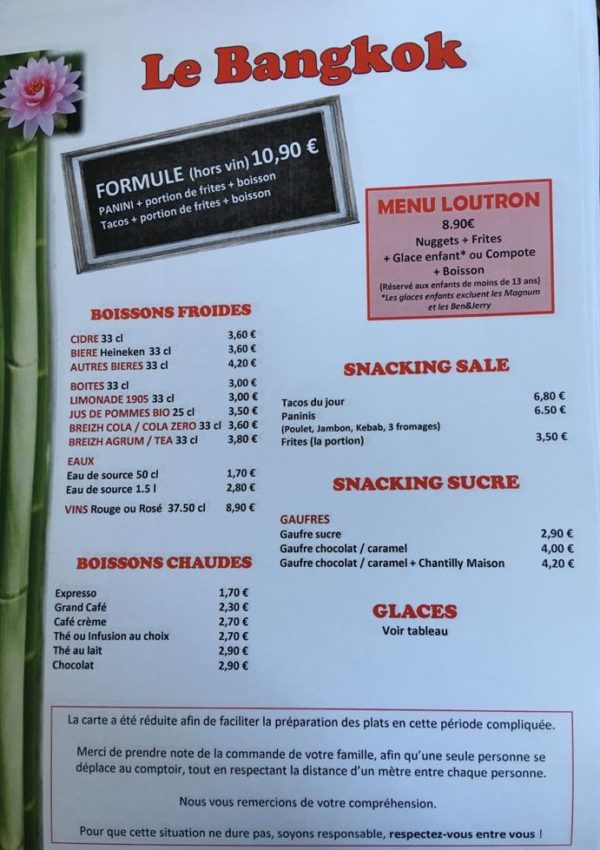 Le Bangkok
FORMULE (hors vin) 10,90 €
PANINI + portion de frites + boisson
Tacos + portion de frites + boisson
MENU LOUTRON
8.90€
Nuggets + Frites
+ Glace enfant* ou Compote
+ Boisson
(Réservé aux enfants de moins de 13 ans)
*Les glaces enfants excluent les Magnum
et les Ben&Jerry
BOISSONS FROIDES
CIDRE 33 cl 3,60 €
BIERE Heineken 33 cl 3,60 €
AUTRES BIERES 33 cl 4,20 €
BOITES 33 cl 3,00 €
LIMONADE 1905 33 cl 3,00 €
JUS DE POMMES BIO 25 cl 3,50 €
BREIZH COLA / COLA ZERO 33 cl 3,60 €
BREIZH AGRUM / TEA 33 cl 3,80 €
EAUX
Eau de source 50 cl 1,70 €
Eau de source 1.5 l 2,80 €
VINS Rouge ou Rosé 37.50 cl 8,90 €
BOISSONS CHAUDES
Expresso 1,70 €
Grand Café 2,30 €
Café crème 2,70 €
Thé ou Infusion au choix 2,70 €
Thé au lait 2,90 €
Chocolat 2,90 €
SNACKING SALE
Tacos du jour 6,80 €
Paninis 6.50 €
(Poulet, Jambon, Kebab, 3 fromages)
Frites (la portion) 3,50 €
SNACKING SUCRE
GAUFRES
Gaufre sucre 2,90 €
Gaufre chocolat / caramel 4,00 €
Gaufre chocolat / caramel + Chantilly Maison 4,20 €
GLACES
Voir tableau
La carte a été réduite afin de faciliter la préparation des plats en cette période compliquée.
Merci de prendre note de la commande de votre famille, afin qu'une seule personne se
déplace au comptoir, tout en respectant la distance d'un mètre entre chaque personne.
Nous vous remercions de votre compréhension.
Pour que cette situation ne dure pas, soyons responsable, respectez-vous entre vous !